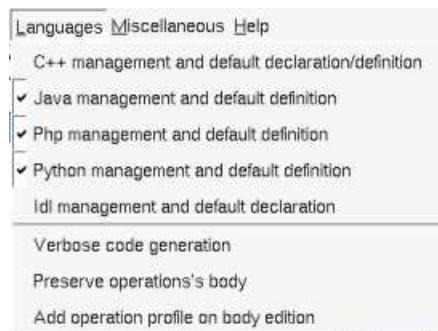 Languages Miscellaneous Help
C++ management and default declaration/definition
Java management and default definition
Php management and default definition
Python management and default definition
Idl management and default declaration
Verbose code generation
Preserve operations's body
Add operation profile on body edition